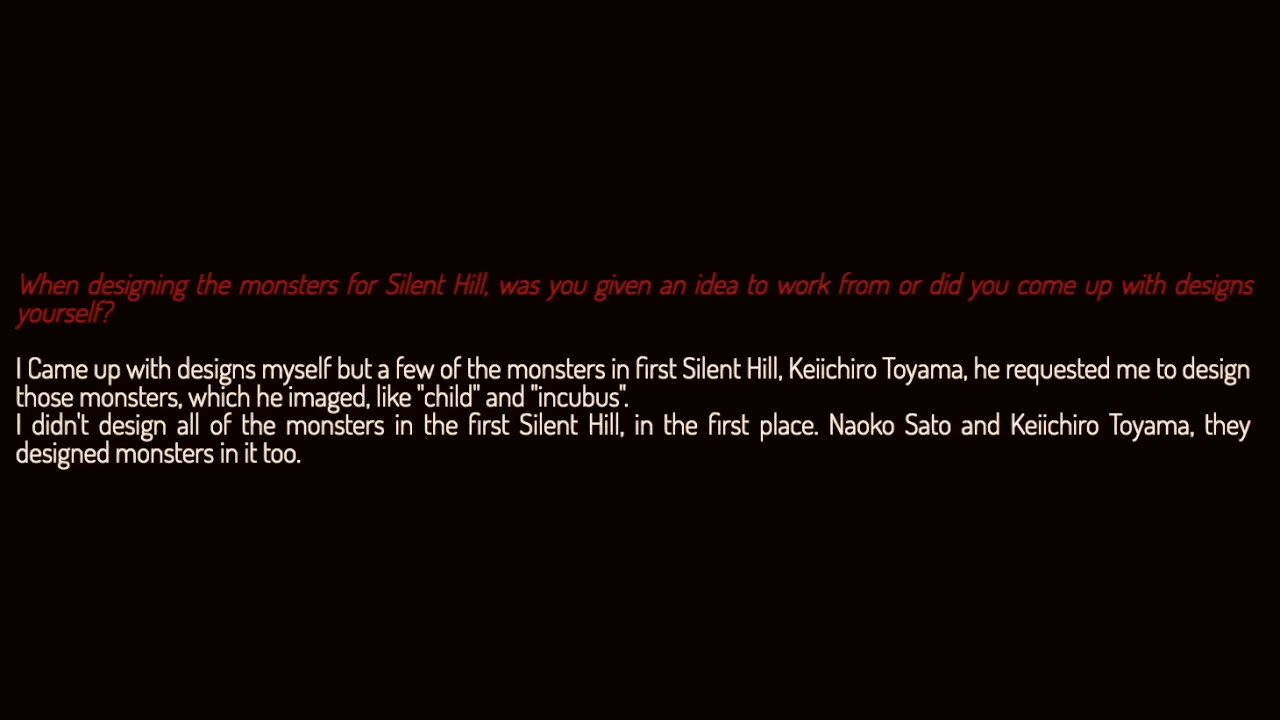 When designing the monsters for Silent Hill, was you given an idea to work from or did you come up with designs
yourself?
I Came up with designs myself but a few of the monsters in first Silent Hill, Keiichiro Toyama, he requested me to design
those monsters, which he imaged, like "child" and "incubus".
I didn't design all of the monsters in the first Silent Hill, in the first place. Naoko Sato and Keiichiro Toyama, they
designed monsters in it too.